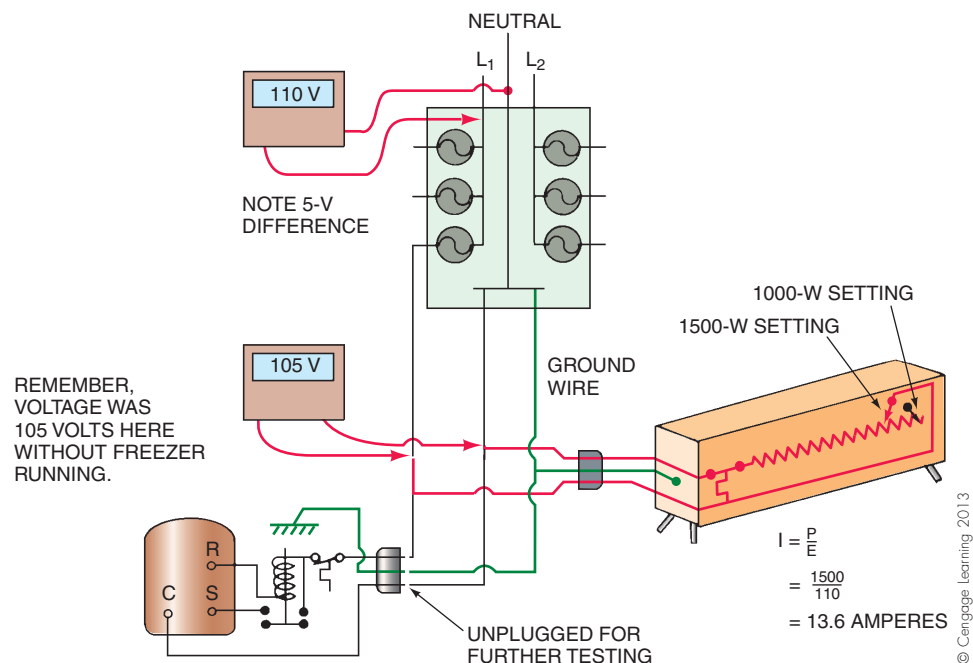 NEUTRAL
L1
L2
110 V
NOTE 5-V
DIFFERENCE
1000-W SETTING
1500-W SETTING
105 V
GROUND
WIRE
REMEMBER,
VOLTAGE WAS
105 VOLTS HERE
WITHOUT FREEZER
RUNNING.
R
C
S
I = P/E
= 1500/110
= 13.6 AMPERES
UNPLUGGED FOR
FURTHER TESTING
© Cengage Learning 2013